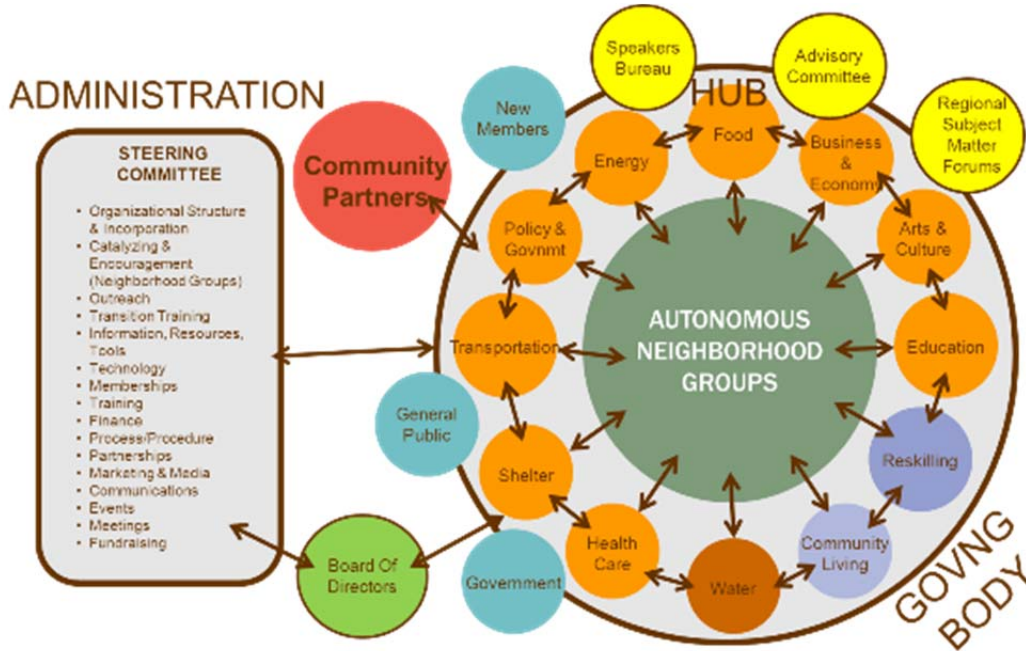 ADMINISTRATION
STEERING
COMMITTEE
• Organizational Structure
& Incorporation
• Catalyzing &
Encouragement
(Neighborhood Groups)
• Outreach
• Transition Training
• Information, Resources,
Tools
• Technology
• Memberships
• Training
• Finance
• Process/Procedure
• Partnerships
• Marketing & Media
• Communications
• Events
• Meetings
• Fundraising
Community
Partners
New
Members
General
Public
Government
Board Of
Directors
Speakers
Bureau
Advisory
Committee
Regional
Subject
Matter
Forums
HUB
Food
Business
&
Economy
Arts &
Culture
Education
Reskilling
Community
Living
Water
Health
Care
Shelter
Transportation
Policy &
Govnmt
Energy
AUTONOMOUS
NEIGHBORHOOD
GROUPS
GOVNG
BODY